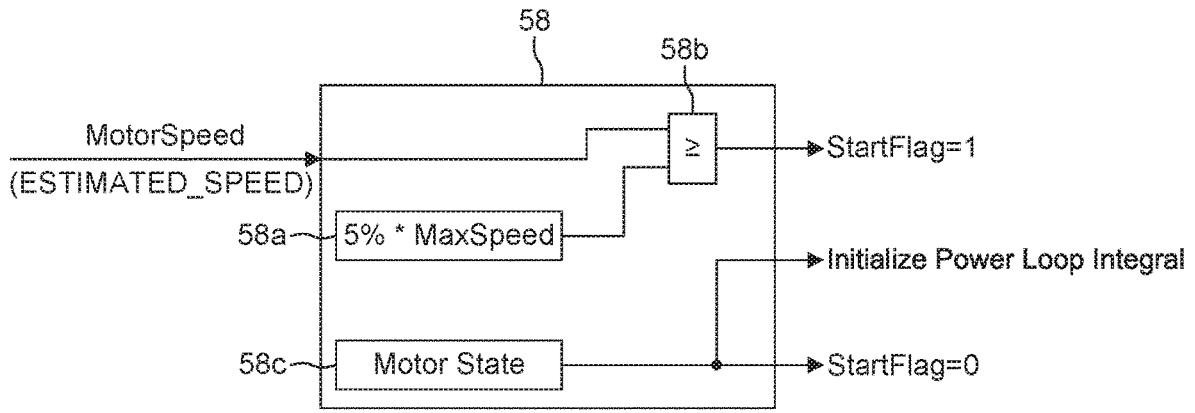 58
58b
MotorSpeed
(ESTIMATED_SPEED)
≥
StartFlag=1
58a
5% * MaxSpeed
Initialize Power Loop Integral
58c
Motor State
StartFlag=0